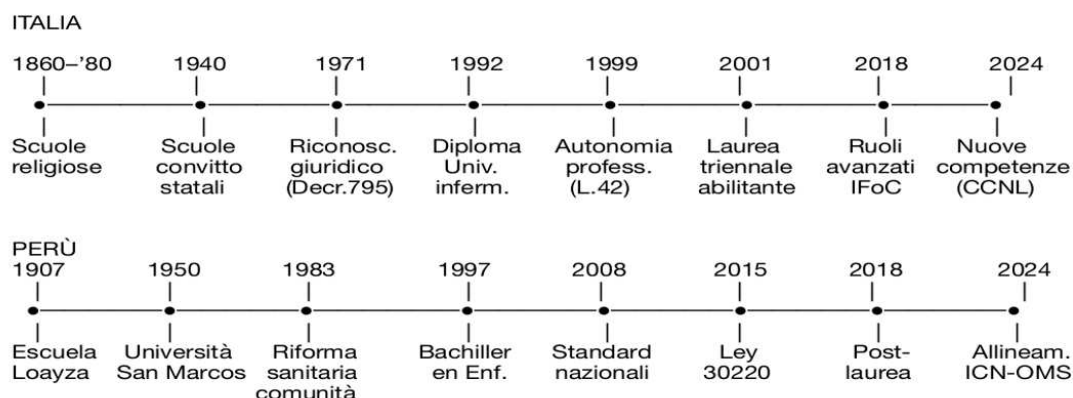 ITALIA
1860–'80 1940 1971 1992 1999 2001 2018 2024
Scuole Scuole Riconosc. Diploma Autonomia Laurea Ruoli Nuove
religiose convitto giuridico Univ. profess. triennale avanzati competenze
statali (Decr.795) inferm. (L.42) abilitante IFoC (CCNL)
PERÙ
1907 1950 1983 1997 2008 2015 2018 2024
Escuela Università Riforma Bachiller Standard Ley Post- Allineam.
Loayza San Marcos sanitaria en Enf. nazionali 30220 laurea ICN-OMS
comunità